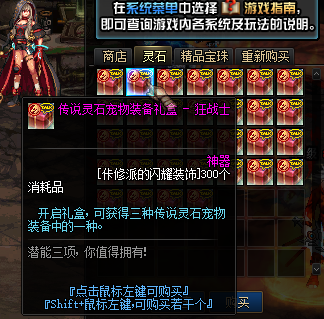 在系统菜单中选择 游戏指南,
即可查询游戏内各系统及玩法的说明。
商店 灵石 精品宝珠 重新购买
传说灵石宠物装备礼盒 - 狂战士
神器
[佧修派的闪耀装饰]300个
消耗品
开启礼盒, 可获得三种传说灵石宠物
装备中的一种。
潜能三项, 你值得拥有!
『点击鼠标左键可购买』
『Shift+鼠标左键,可购买若干个』
买